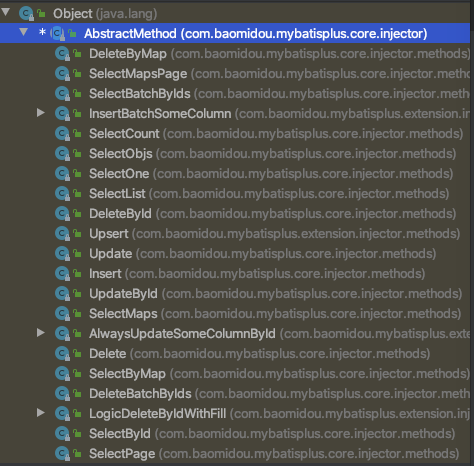 Object (java.lang)
* AbstractMethod (com.baomidou.mybatisplus.core.injector)
DeleteByMap (com.baomidou.mybatisplus.core.injector.methods)
SelectMapsPage (com.baomidou.mybatisplus.core.injector.methods)
SelectBatchByIds (com.baomidou.mybatisplus.core.injector.methods)
InsertBatchSomeColumn (com.baomidou.mybatisplus.extension.in
SelectCount (com.baomidou.mybatisplus.core.injector.methods)
SelectObjs (com.baomidou.mybatisplus.core.injector.methods)
SelectOne (com.baomidou.mybatisplus.core.injector.methods)
SelectList (com.baomidou.mybatisplus.core.injector.methods)
DeleteById (com.baomidou.mybatisplus.core.injector.methods)
Upsert (com.baomidou.mybatisplus.extension.injector.methods)
Update (com.baomidou.mybatisplus.core.injector.methods)
Insert (com.baomidou.mybatisplus.core.injector.methods)
UpdateById (com.baomidou.mybatisplus.core.injector.methods)
SelectMaps (com.baomidou.mybatisplus.core.injector.methods)
AlwaysUpdateSomeColumnById (com.baomidou.mybatisplus.exte
Delete (com.baomidou.mybatisplus.core.injector.methods)
SelectByMap (com.baomidou.mybatisplus.core.injector.methods)
DeleteBatchByIds (com.baomidou.mybatisplus.core.injector.methods)
LogicDeleteByIdWithFill (com.baomidou.mybatisplus.extension.inj
SelectById (com.baomidou.mybatisplus.core.injector.methods)
SelectPage (com.baomidou.mybatisplus.core.injector.methods)